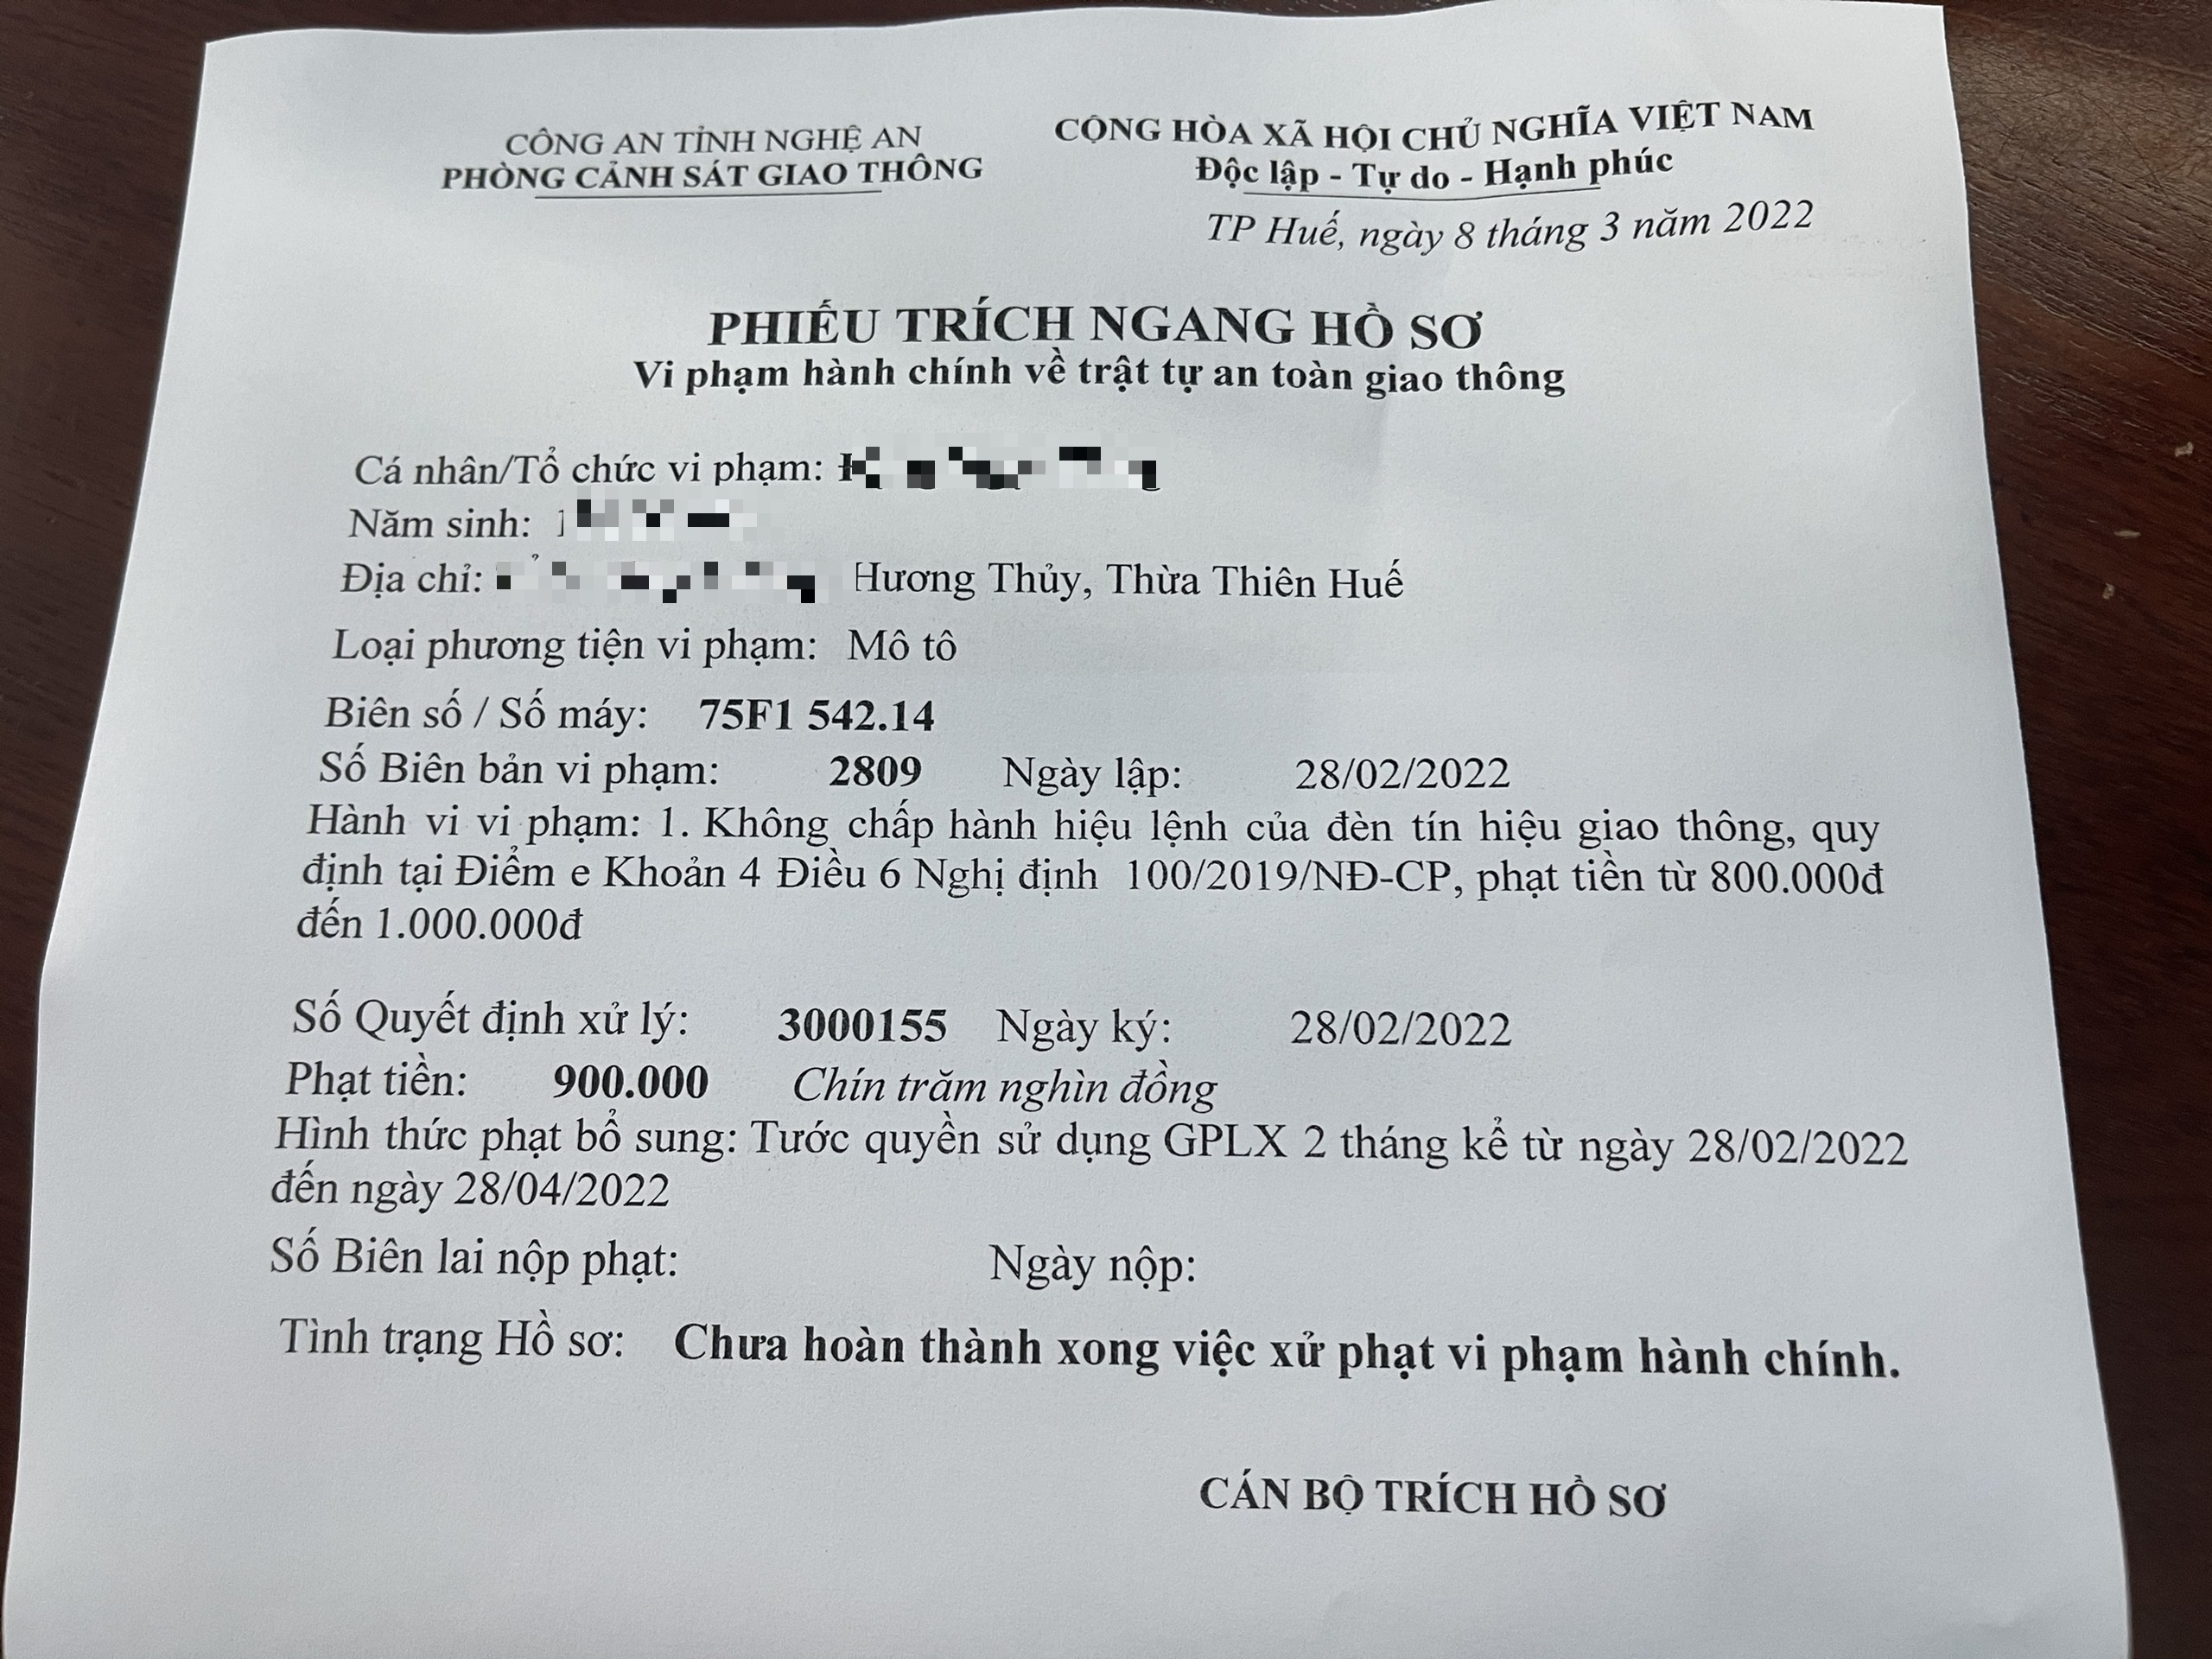 CÔNG AN TỈNH NGHỆ AN
PHÒNG CẢNH SÁT GIAO THÔNG
CỘNG HÒA XÃ HỘI CHỦ NGHĨA VIỆT NAM
Độc lập - Tự do - Hạnh phúc
TP Huế, ngày 8 tháng 3 năm 2022
PHIẾU TRÍCH NGANG HỒ SƠ
Vi phạm hành chính về trật tự an toàn giao thông
Cá nhân/Tổ chức vi phạm:
Năm sinh:
Địa chỉ: Hương Thủy, Thừa Thiên Huế
Loại phương tiện vi phạm: Mô tô
Biên số / Số máy: 75F1 542.14
Số Biên bản vi phạm: 2809 Ngày lập: 28/02/2022
Hành vi vi phạm: 1. Không chấp hành hiệu lệnh của đèn tín hiệu giao thông, quy
định tại Điểm e Khoản 4 Điều 6 Nghị định 100/2019/NĐ-CP, phạt tiền từ 800.000đ
đến 1.000.000đ
Số Quyết định xử lý: 3000155 Ngày ký: 28/02/2022
Phạt tiền: 900.000 Chín trăm nghìn đồng
Hình thức phạt bổ sung: Tước quyền sử dụng GPLX 2 tháng kể từ ngày 28/02/2022
đến ngày 28/04/2022
Số Biên lai nộp phạt: Ngày nộp:
Tình trạng Hồ sơ: Chưa hoàn thành xong việc xử phạt vi phạm hành chính.
CÁN BỘ TRÍCH HỒ SƠ